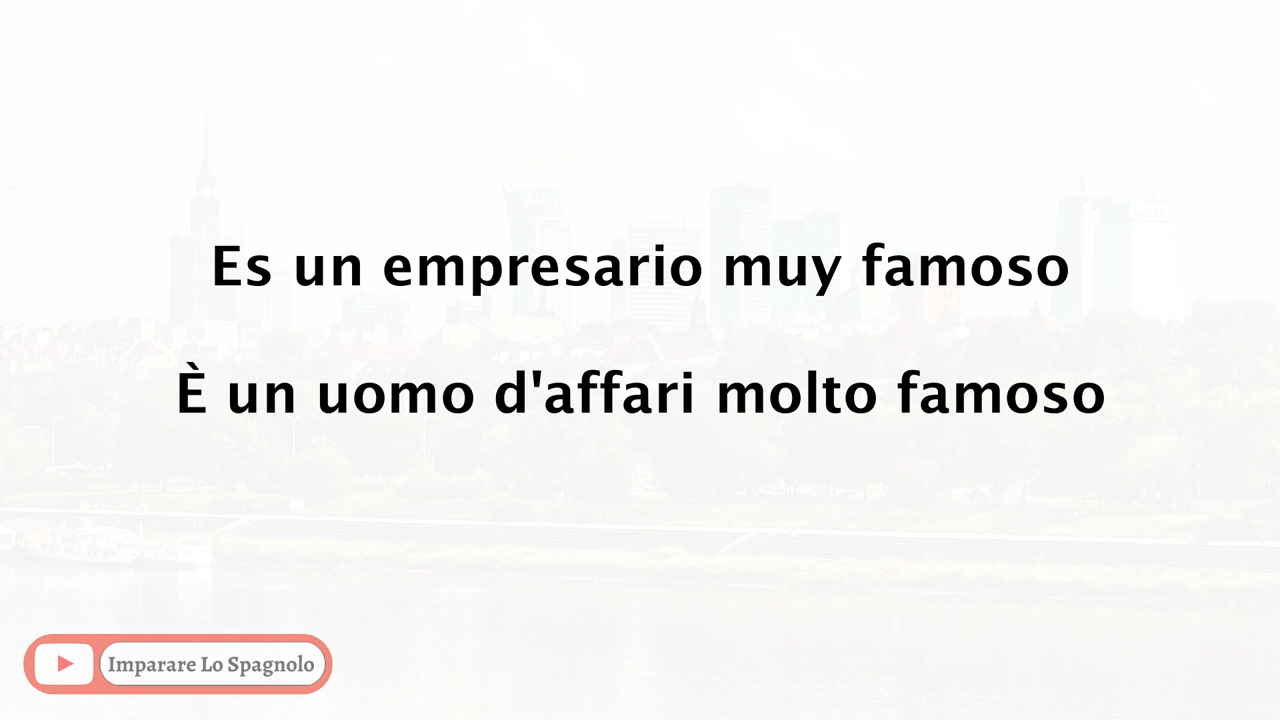 Es un empresario muy famoso
È un uomo d'affari molto famoso
Imparare Lo Spagnolo